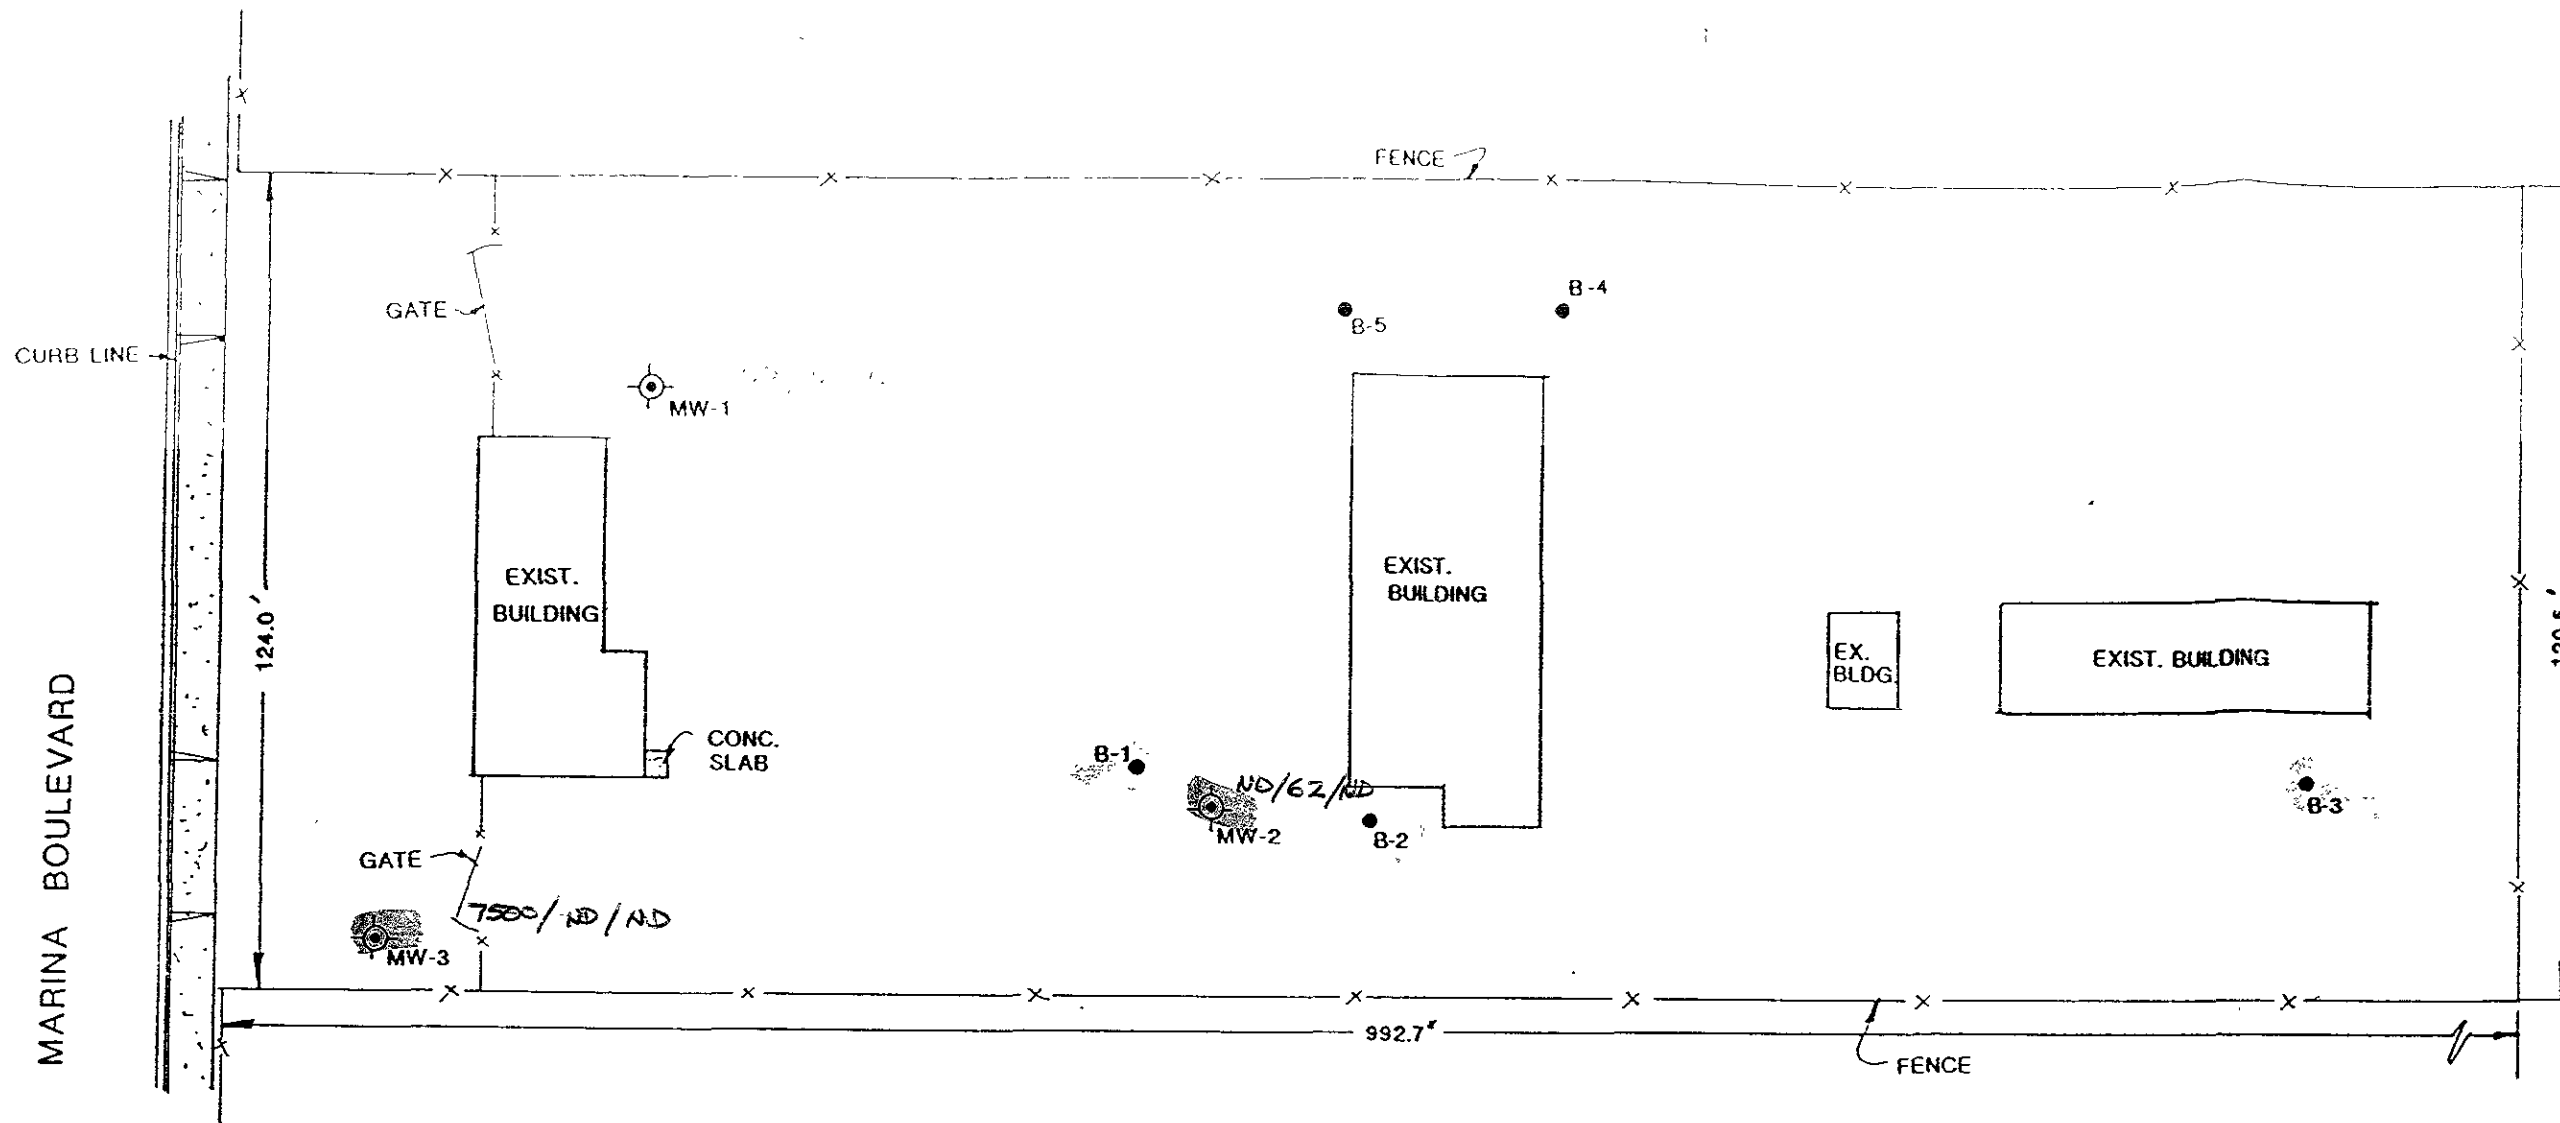 FENCE
B-4
GATE
B-5
CURB LINE
MW-1
EXIST.
BUILDING
EXIST.
BUILDING
124.0'
EX.
BLDG.
EXIST. BUILDING
MARINA BOULEVARD
CONC.
SLAB
B-1
ND/62/ND
B-3
MW-2
B-2
GATE
7500/ND/ND
MW-3
992.7'
FENCE